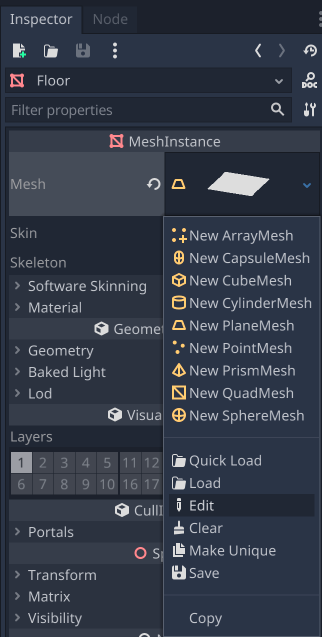 Inspector
Node
Floor
DOC
Filter properties
MeshInstance
Mesh
Skin
New ArrayMesh
New CapsuleMesh
Skeleton
Software Skinning
New CubeMesh
Material
New CylinderMesh
New PlaneMesh
Geome
Geometry
New PointMesh
Baked Light
New PrismMesh
Lod
New QuadMesh
Visua
New SphereMesh
Layers
1 2 3 4 5 11 12
6 7 8 9 10 16 17
Quick Load
Load
Edit
CullI
Clear
Portals
Make Unique
Sp
Save
Transform
Matrix
Visibility
Copy